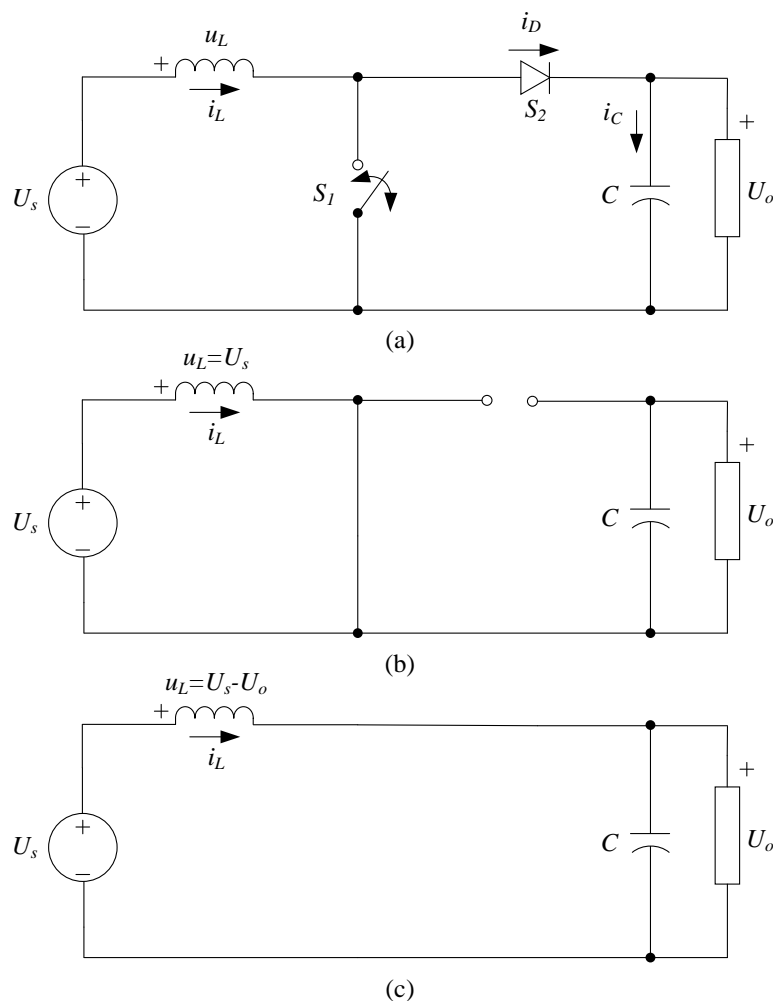 u_L
i_D
+
i_L
S_2
i_C
+
U_s
+
−
S_1
C
U_o
(a)
u_L=U_s
+
i_L
+
U_s
+
−
C
U_o
(b)
u_L=U_s-U_o
+
i_L
+
U_s
+
−
C
U_o
(c)